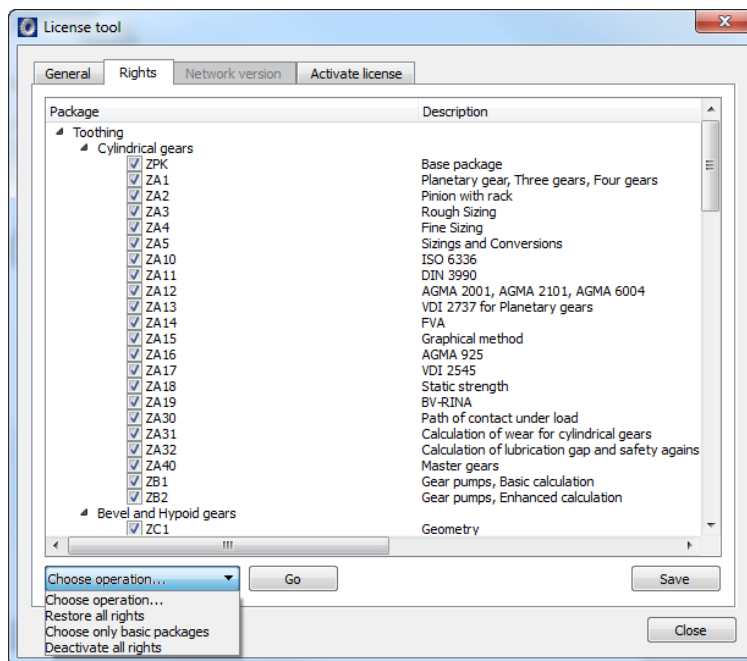 License tool
General Rights Network version Activate license
Package Description
Toothing
Cylindrical gears
ZPK Base package
ZA1 Planetary gear, Three gears, Four gears
ZA2 Pinion with rack
ZA3 Rough Sizing
ZA4 Fine Sizing
ZA5 Sizings and Conversions
ZA10 ISO 6336
ZA11 DIN 3990
ZA12 AGMA 2001, AGMA 2101, AGMA 6004
ZA13 VDI 2737 for Planetary gears
ZA14 FVA
ZA15 Graphical method
ZA16 AGMA 925
ZA17 VDI 2545
ZA18 Static strength
ZA19 BV-RINA
ZA30 Path of contact under load
ZA31 Calculation of wear for cylindrical gears
ZA32 Calculation of lubrication gap and safety agains
ZA40 Master gears
ZB1 Gear pumps, Basic calculation
ZB2 Gear pumps, Enhanced calculation
Bevel and Hypoid gears
ZC1 Geometry
Choose operation... Go Save
Choose operation...
Restore all rights
Choose only basic packages
Deactivate all rights
Close